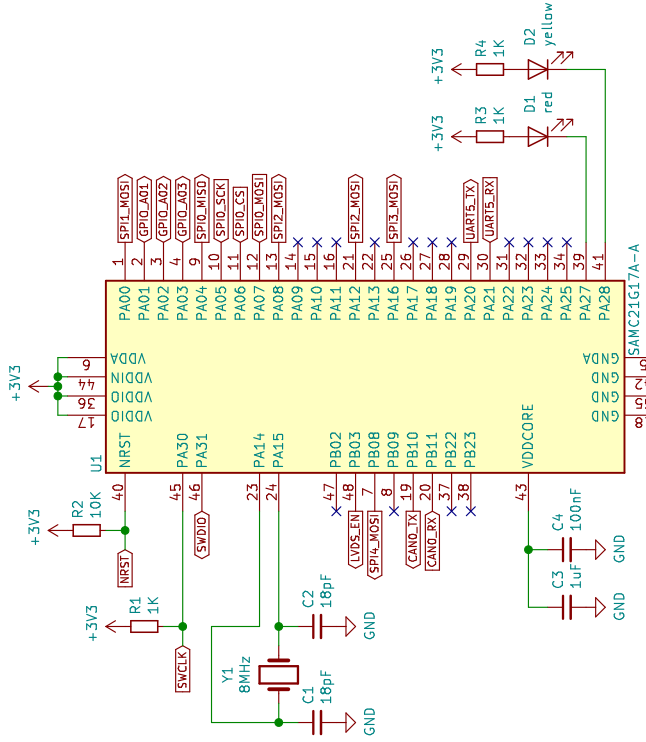 +3V3
R4
1K
D2
yellow
+3V3
R3
1K
D1
red
SPI1_MOSI
GPIO_A01
GPIO_A02
GPIO_A03
SPI0_MISO
SPI0_SCK
SPI0_CS
SPI0_MOSI
SPI2_MOSI
SPI2_MOSI
SPI3_MOSI
UART5_TX
UART5_RX
1
2
3
4
9
10
11
12
13
14
15
16
21
22
25
26
27
28
29
30
31
32
33
34
39
41
PA00
PA01
PA02
PA03
PA04
PA05
PA06
PA07
PA08
PA09
PA10
PA11
PA12
PA13
PA16
PA17
PA18
PA19
PA20
PA21
PA22
PA23
PA24
PA25
PA27
PA28
SAMC21G17A-A
+3V3
6
VDDA
44
VDDIN
36
VDDIO
17
VDDIO
GNDA
GND
42
GND
GND
U1
NRST
PA30
PA31
PA14
PA15
PB02
PB03
PB08
PB09
PB10
PB11
PB22
PB23
VDDCORE
40
45
46
23
24
47
48
7
8
19
20
37
38
43
+3V3
R2
10K
NRST
SWDIO
LVDS_EN
SPI4_MOSI
CAN0_TX
CAN0_RX
C4
100nF
GND
C3
1uF
GND
+3V3
R1
1K
SWCLK
Y1
8MHz
C2
18pF
GND
C1
18pF
GND